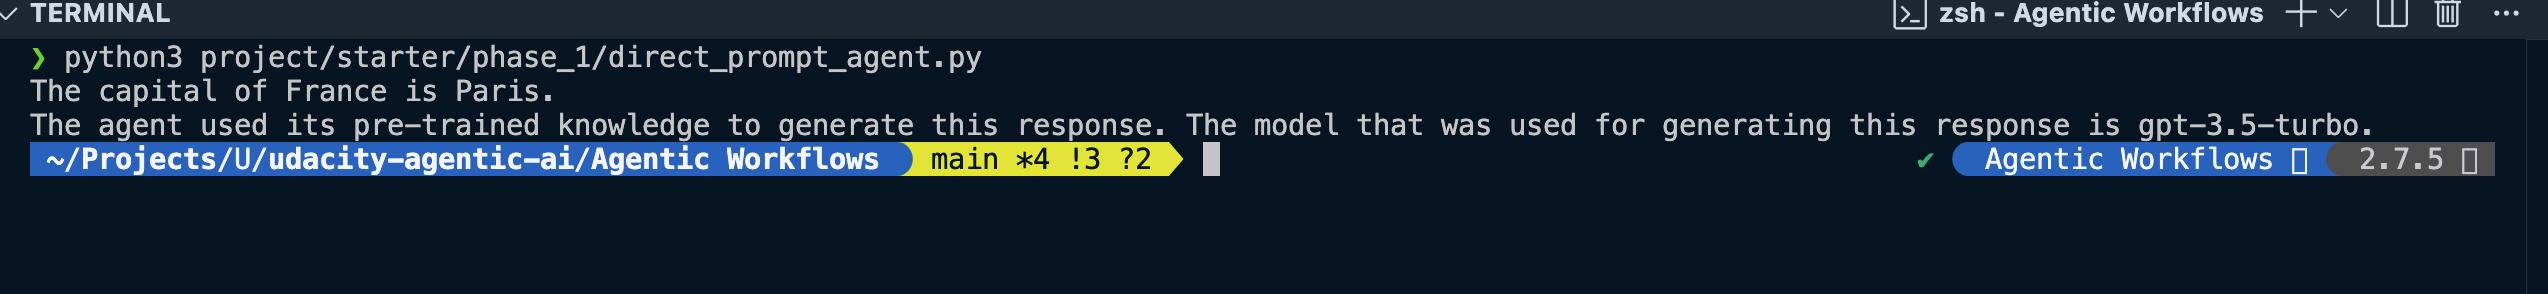 TERMINAL
zsh - Agentic Workflows
❯ python3 project/starter/phase_1/direct_prompt_agent.py
The capital of France is Paris.
The agent used its pre-trained knowledge to generate this response. The model that was used for generating this response is gpt-3.5-turbo.
~/Projects/U/udacity-agentic-ai/Agentic Workflows main *4 !3 ?2 ✔ Agentic Workflows 2.7.5